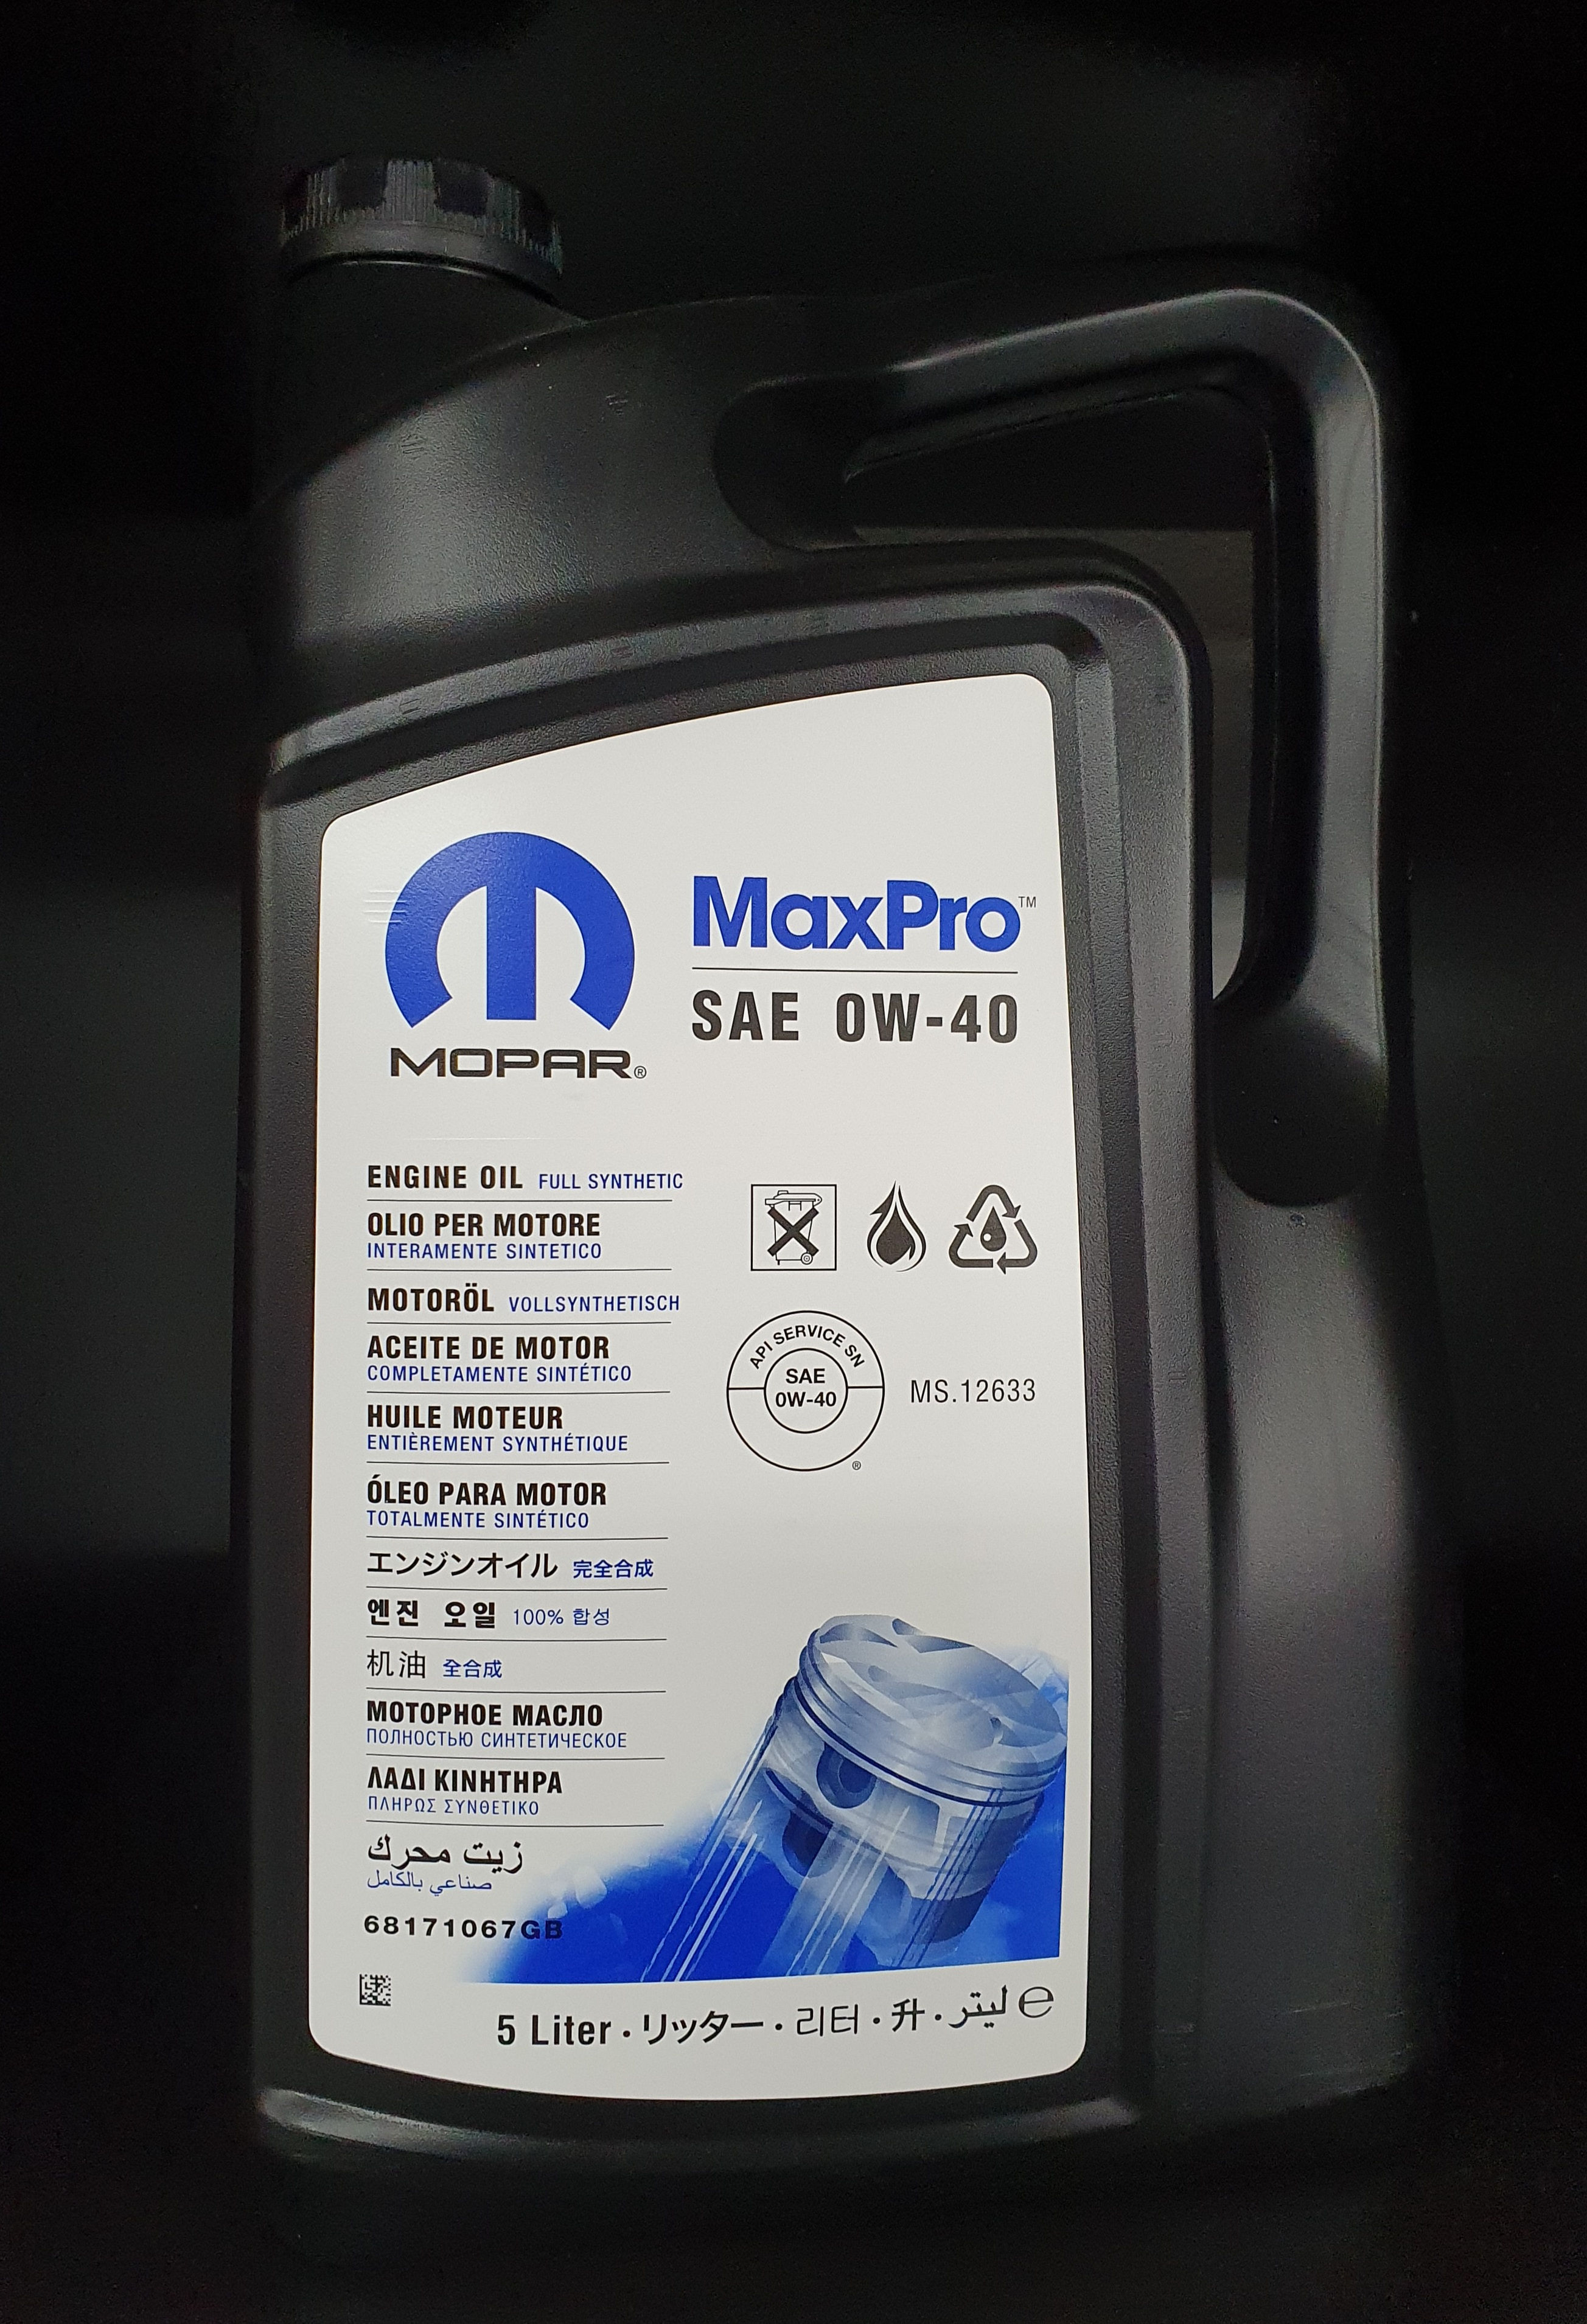 MaxPro™
SAE 0W-40
MOPAR®
ENGINE OIL FULL SYNTHETIC
OLIO PER MOTORE
INTERAMENTE SINTETICO
MOTORÖL VOLLSYNTHETISCH
ACEITE DE MOTOR
COMPLETAMENTE SINTÉTICO
HUILE MOTEUR
ENTIÈREMENT SYNTHÉTIQUE
ÓLEO PARA MOTOR
TOTALMENTE SINTÉTICO
エンジンオイル 完全合成
엔진 오일 100% 합성
机油 全合成
МОТОРНОЕ МАСЛО
ПОЛНОСТЬЮ СИНТЕТИЧЕСКОЕ
ΛΑΔΙ ΚΙΝΗΤΗΡΑ
ΠΛΗΡΩΣ ΣΥΝΘΕΤΙΚΟ
زيت محرك
صناعي بالكامل
68171067GB
API SERVICE SN
SAE
0W-40
®
MS.12633
5 Liter · リッター · 리터 · 升 · ليتر ℮